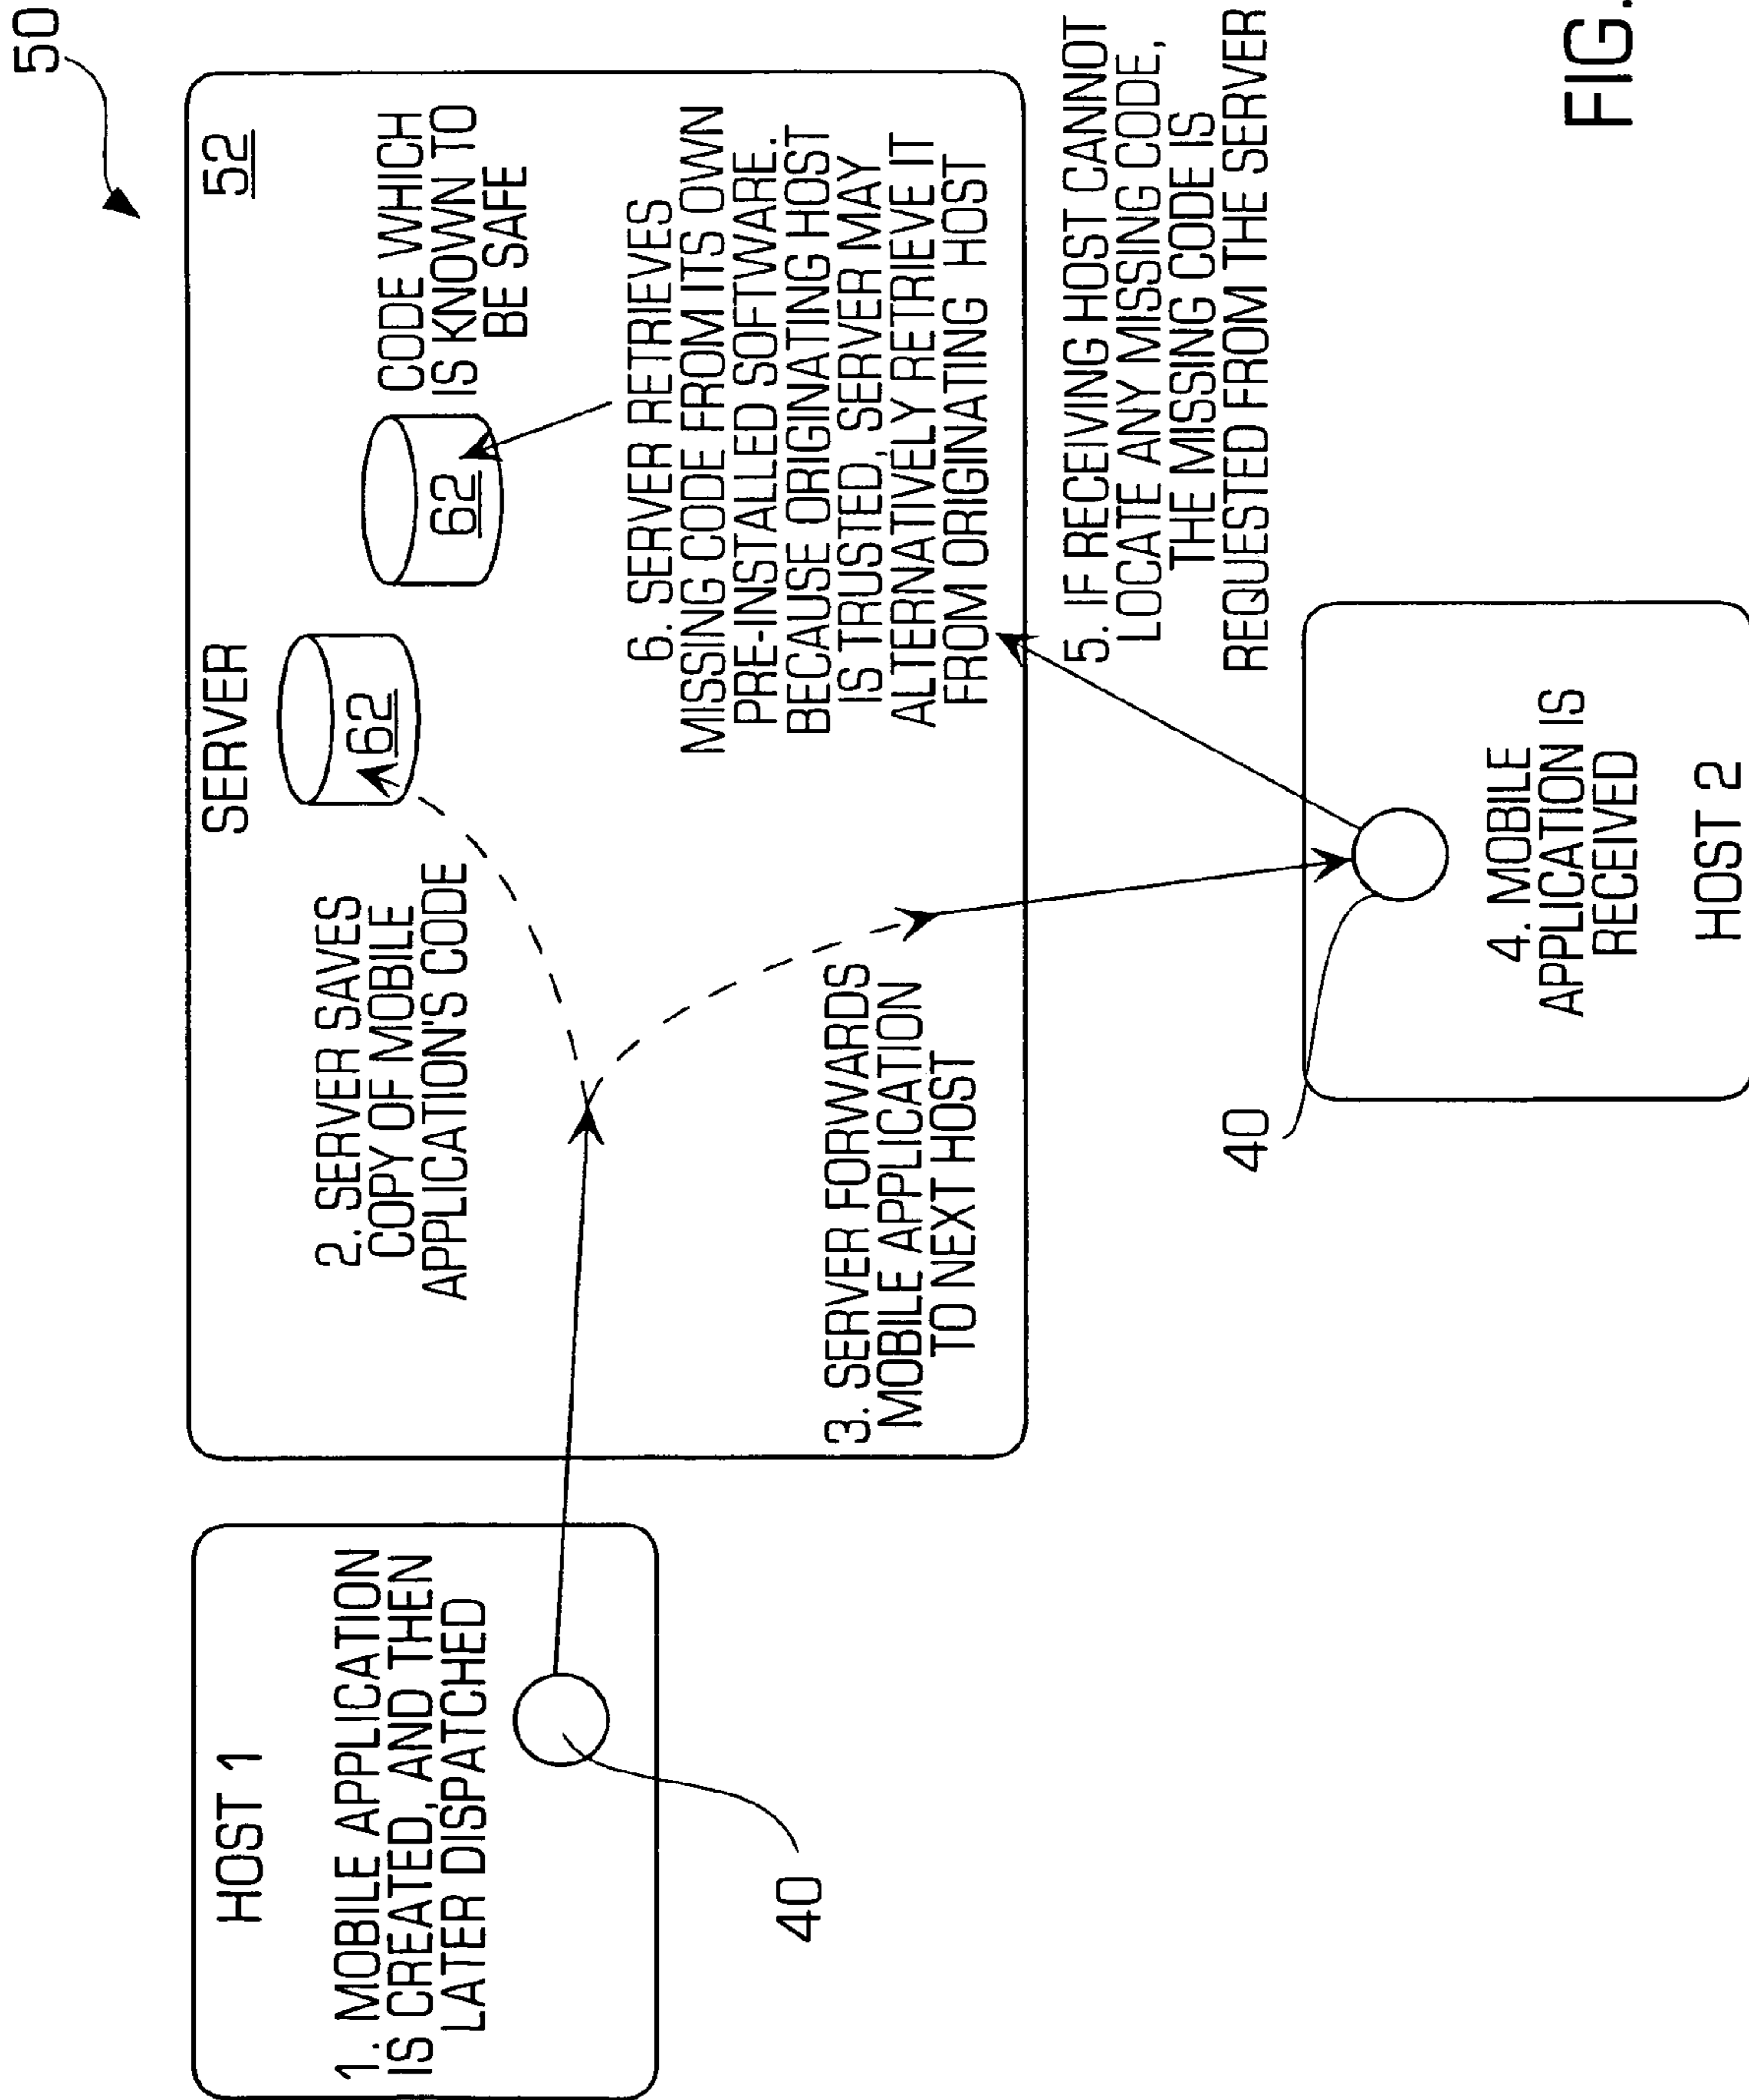 50
HOST 1
1. MOBILE APPLICATION
IS CREATED, AND THEN
LATER DISPATCHED
40
SERVER
52
2. SERVER SAVES
COPY OF MOBILE
APPLICATION'S CODE
62
62
CODE WHICH
IS KNOWN TO
BE SAFE
3. SERVER FORWARDS
MOBILE APPLICATION
TO NEXT HOST
6. SERVER RETRIEVES
MISSING CODE FROM ITS OWN
PRE-INSTALLED SOFTWARE.
BECAUSE ORIGINATING HOST
IS TRUSTED, SERVER MAY
ALTERNATIVELY RETRIEVE IT
FROM ORIGINATING HOST
5. IF RECEIVING HOST CANNOT
LOCATE ANY MISSING CODE,
THE MISSING CODE IS
REQUESTED FROM THE SERVER
40
4. MOBILE
APPLICATION IS
RECEIVED
HOST 2
FIG.